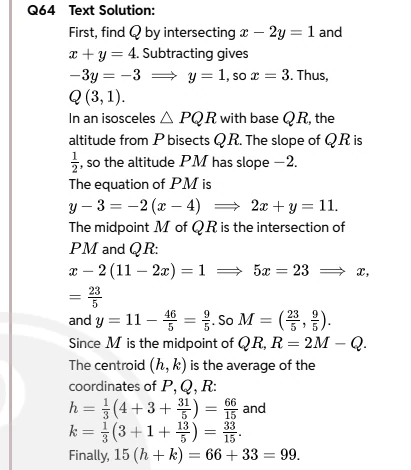 Q64 Text Solution:
First, find Q by intersecting x − 2y = 1 and
x + y = 4. Subtracting gives
−3y = −3 ⟹ y = 1, so x = 3. Thus,
Q (3, 1).
In an isosceles △ PQR with base QR, the
altitude from P bisects QR. The slope of QR is
1/2, so the altitude PM has slope −2.
The equation of PM is
y − 3 = −2 (x − 4) ⟹ 2x + y = 11.
The midpoint M of QR is the intersection of
PM and QR:
x − 2 (11 − 2x) = 1 ⟹ 5x = 23 ⟹ x,
= 23/5
and y = 11 − 46/5 = 9/5. So M = (23/5, 9/5).
Since M is the midpoint of QR, R = 2M − Q.
The centroid (h, k) is the average of the
coordinates of P, Q, R:
h = 1/3 (4 + 3 + 31/5) = 66/15 and
k = 1/3 (3 + 1 + 13/5) = 33/15.
Finally, 15 (h + k) = 66 + 33 = 99.